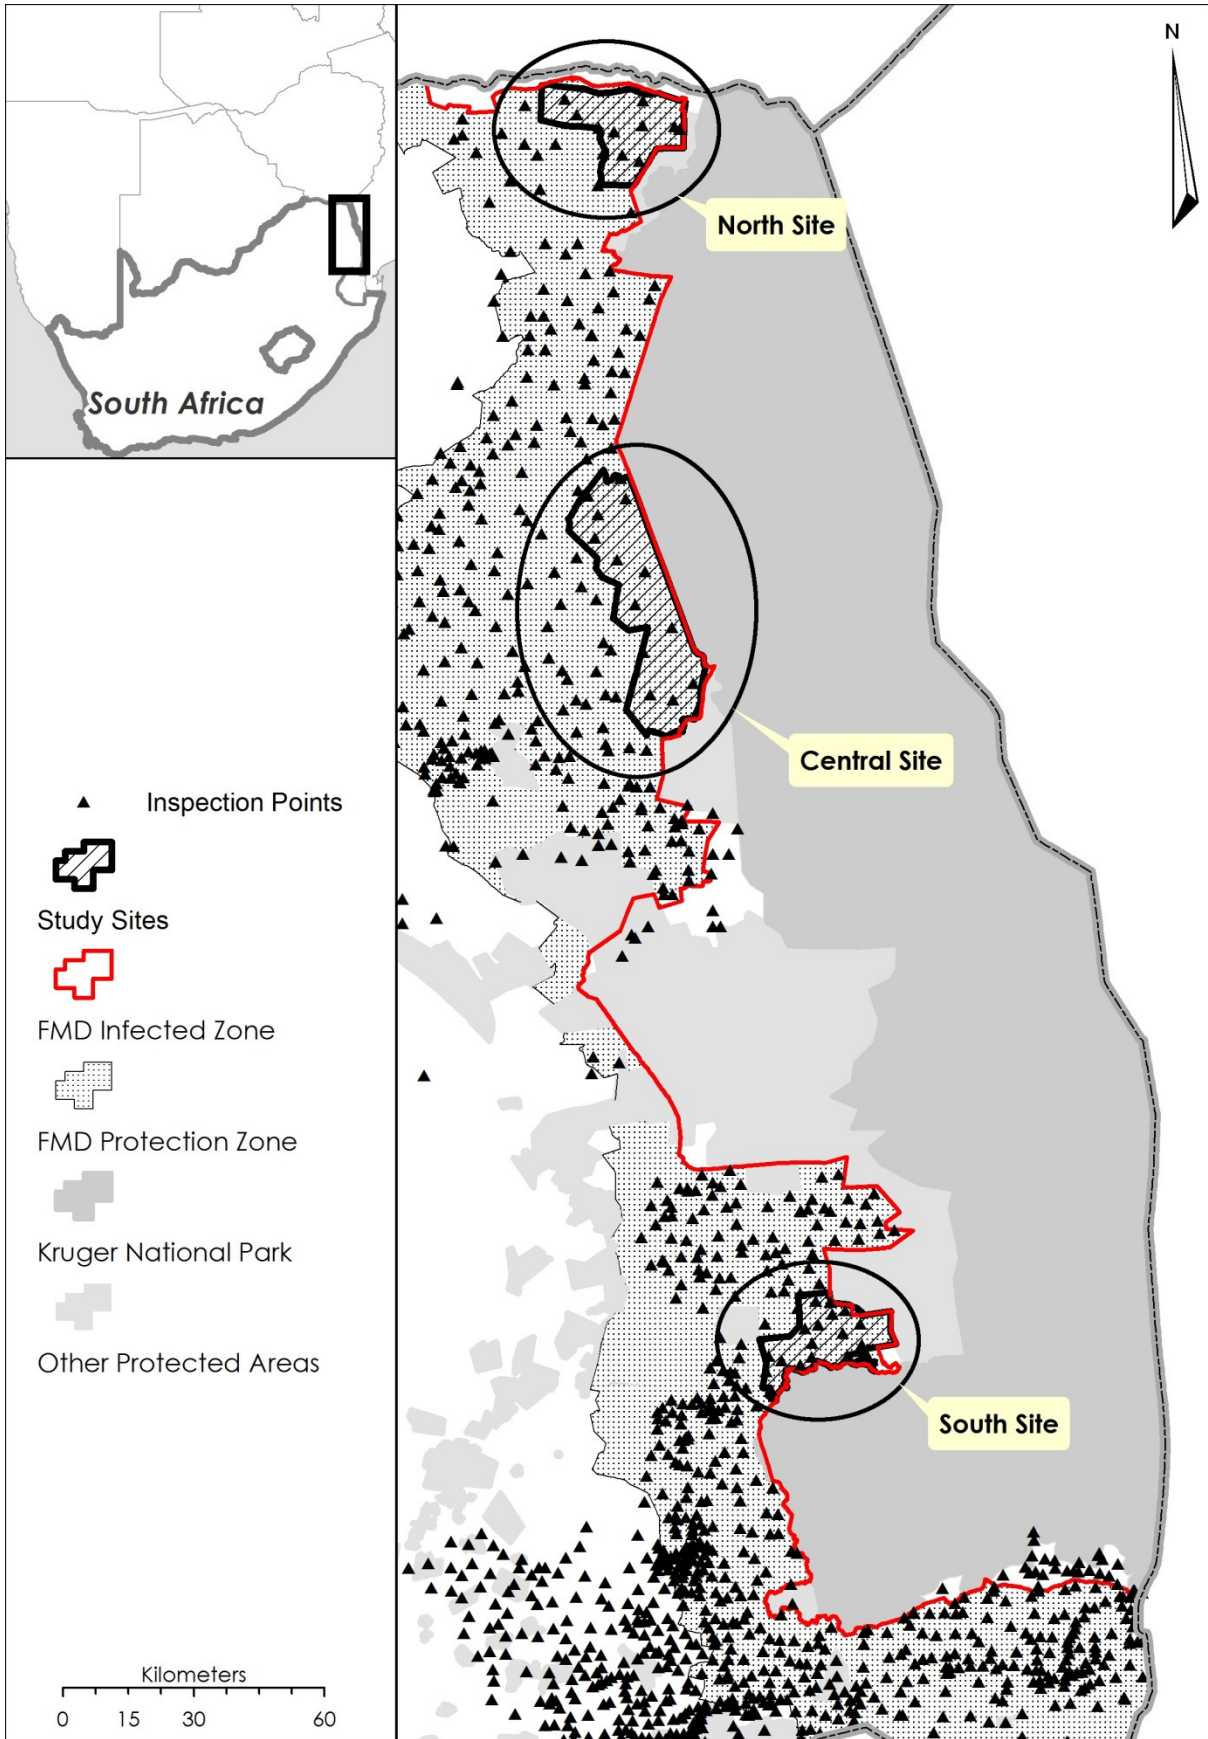 N
North Site
South Africa
Central Site
Inspection Points
Study Sites
FMD Infected Zone
FMD Protection Zone
Kruger National Park
Other Protected Areas
South Site
Kilometers
0 15 30 60